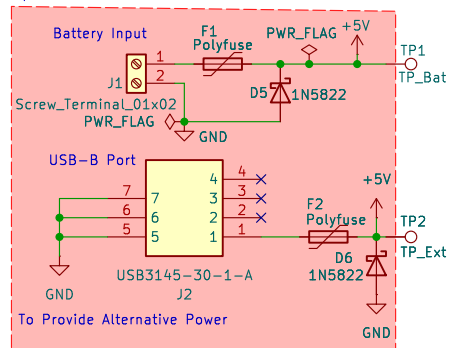 Battery Input
F1
Polyfuse
PWR_FLAG
+5V
TP1
TP_Bat
J1
1
2
D5
1N5822
Screw_Terminal_01x02
PWR_FLAG
GND
USB-B Port
7
6
5
7
6
5
4
3
2
1
4
3
2
1
F2
Polyfuse
+5V
TP2
TP_Ext
D6
1N5822
USB3145-30-1-A
J2
GND
GND
To Provide Alternative Power